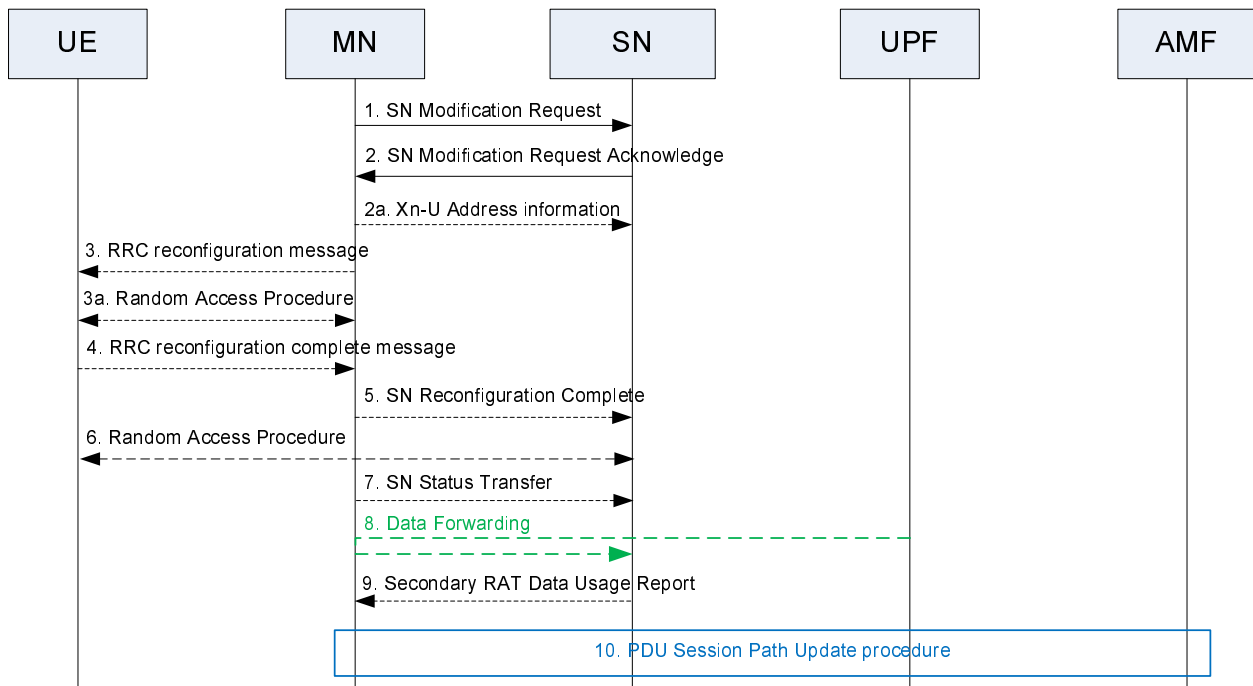 UE
MN
SN
UPF
AMF
1. SN Modification Request
2. SN Modification Request Acknowledge
2a. Xn-U Address information
3. RRC reconfiguration message
3a. Random Access Procedure
4. RRC reconfiguration complete message
5. SN Reconfiguration Complete
6. Random Access Procedure
7. SN Status Transfer
8. Data Forwarding
9. Secondary RAT Data Usage Report
10. PDU Session Path Update procedure